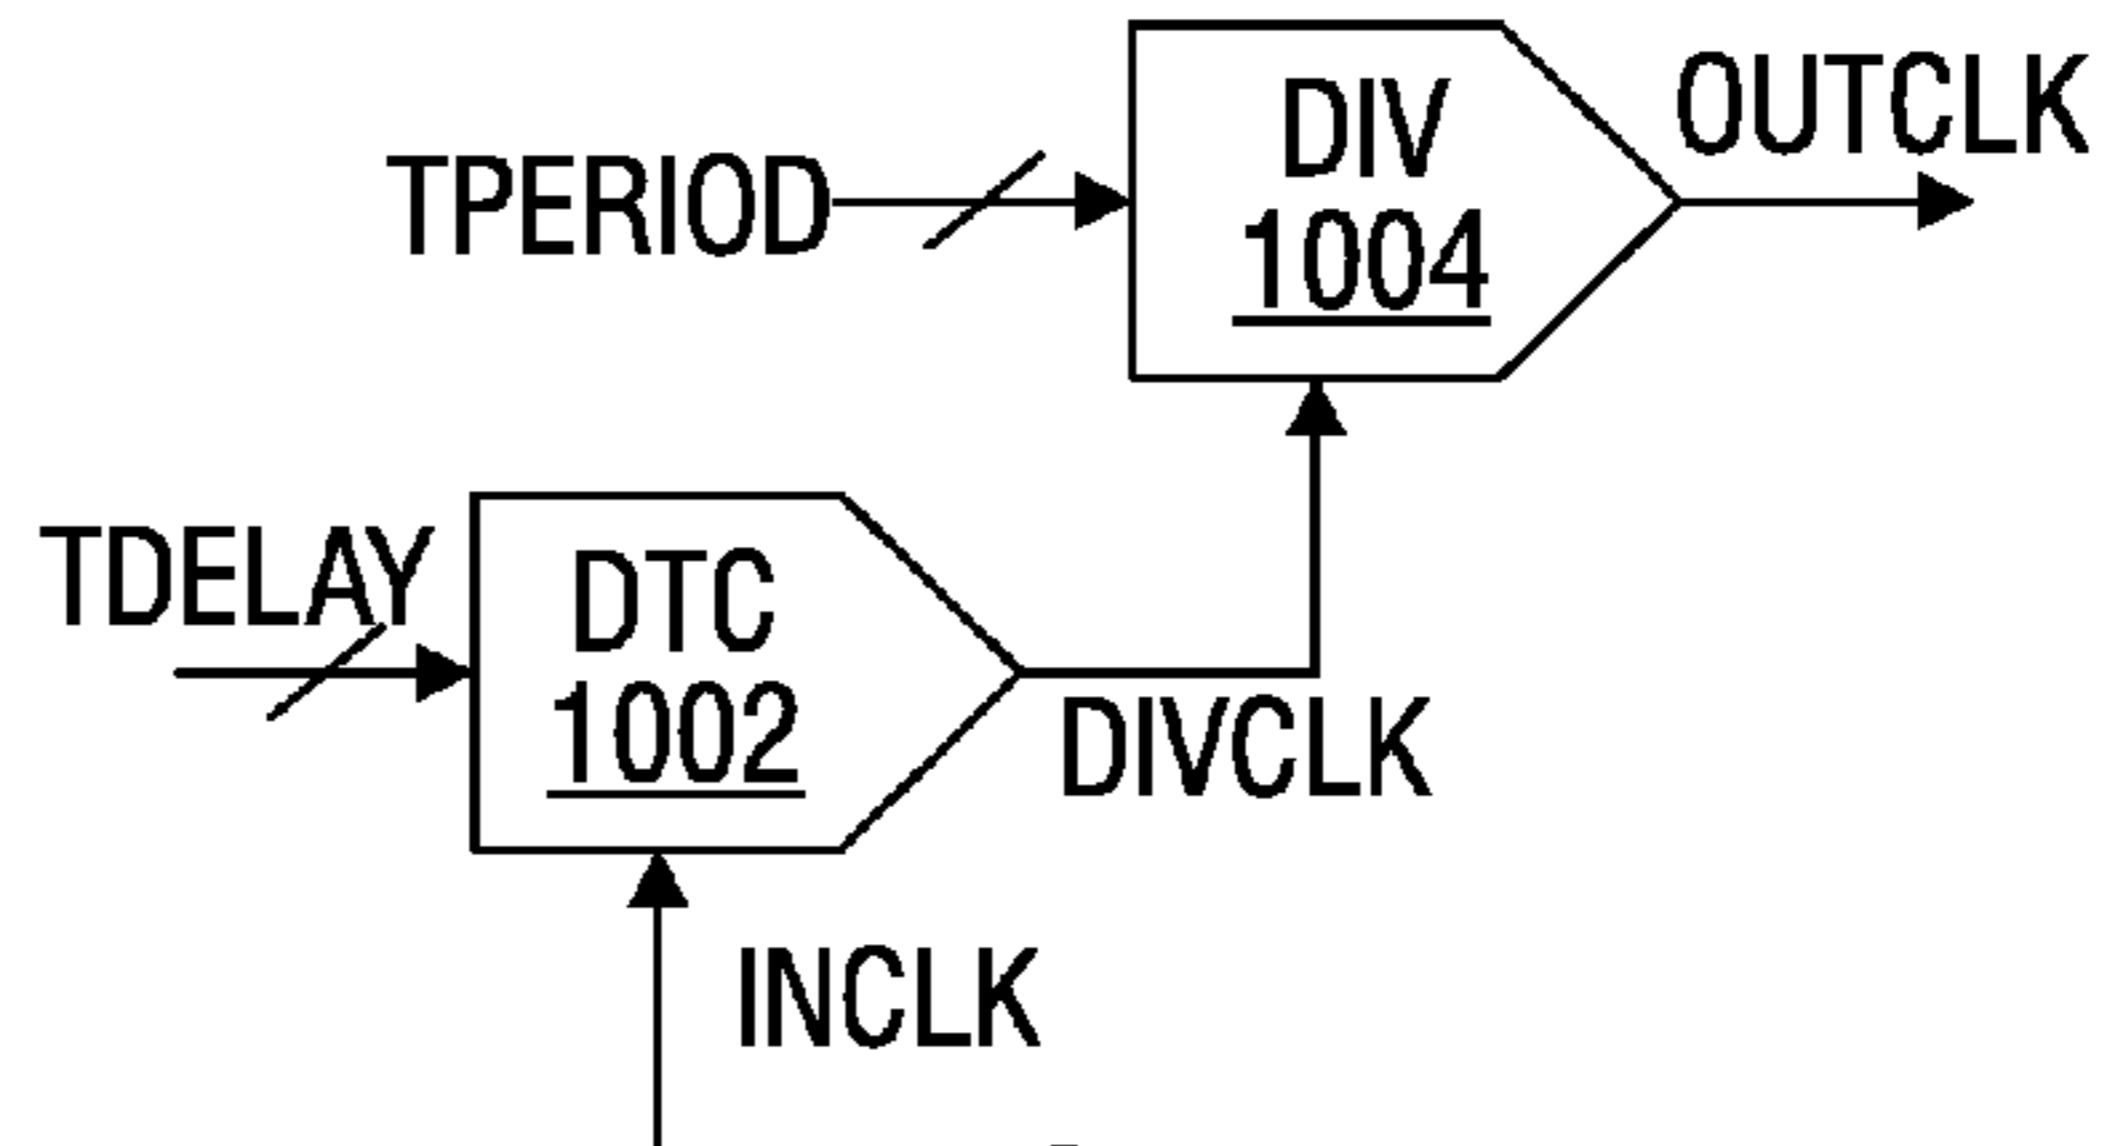 DIV
1004
OUTCLK
TPERIOD
TDELAY
DTC
1002
DIVCLK
INCLK